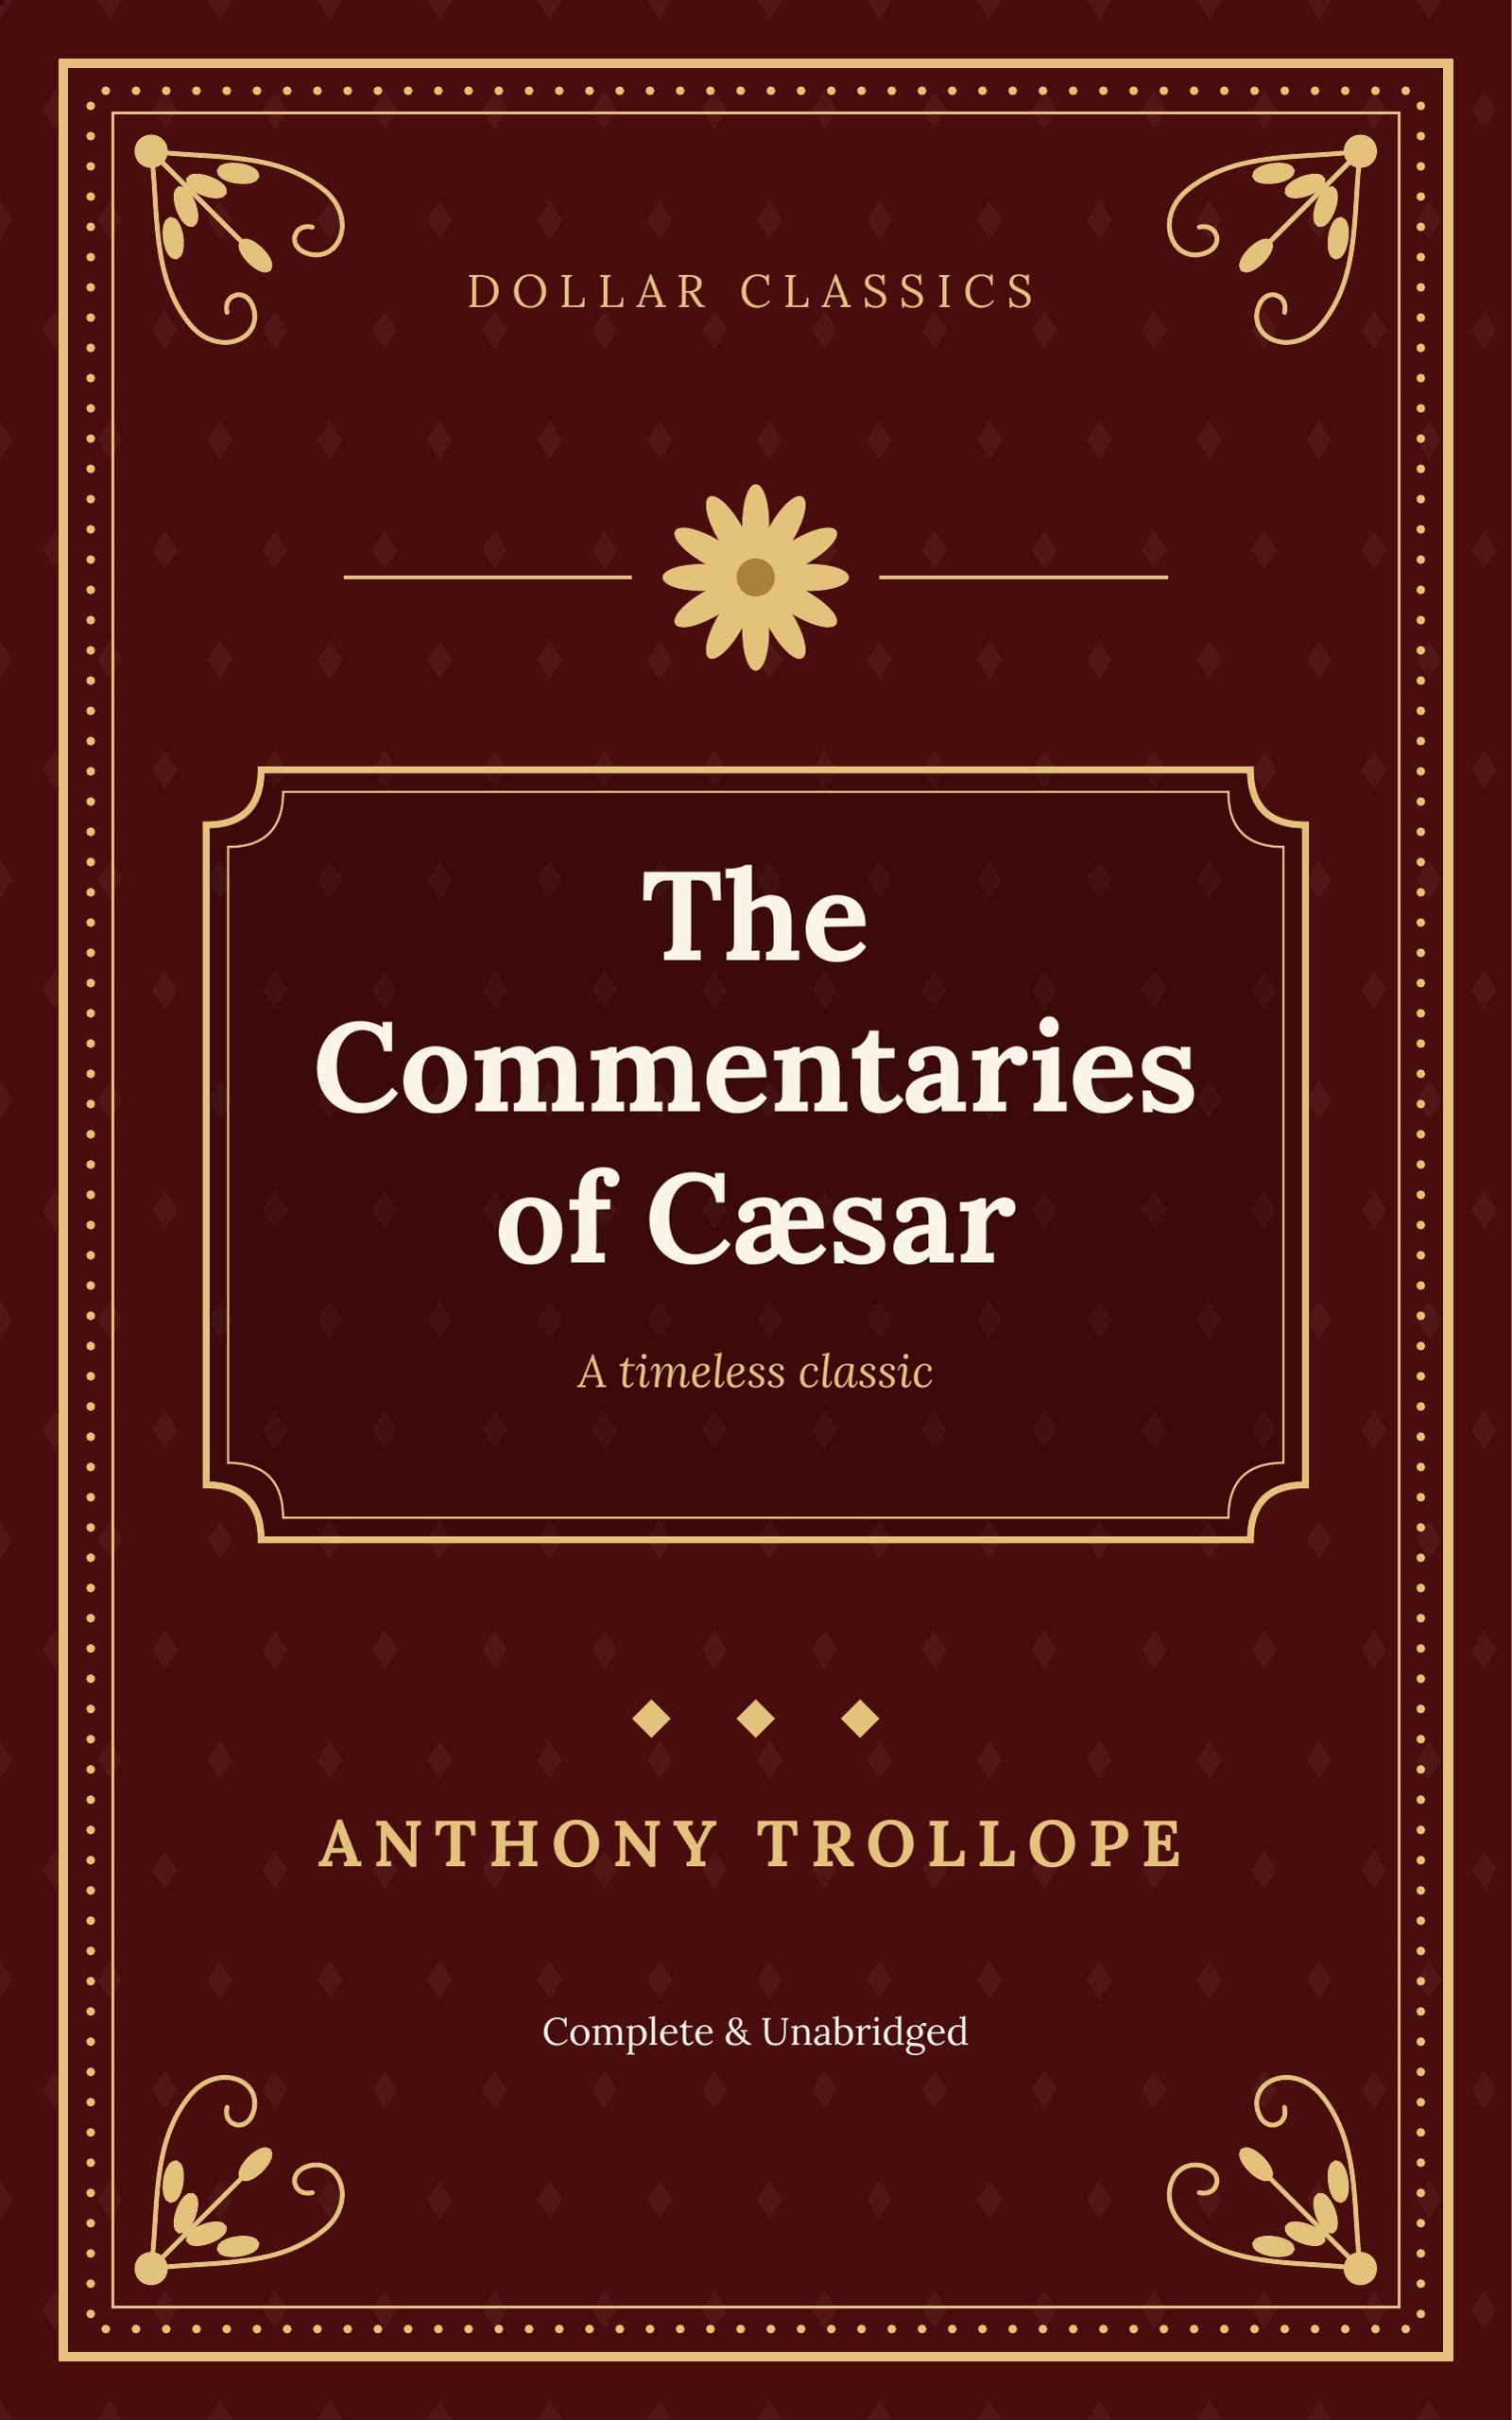 DOLLAR CLASSICS
The
Commentaries
of Cæsar
A timeless classic
ANTHONY TROLLOPE
Complete & Unabridged